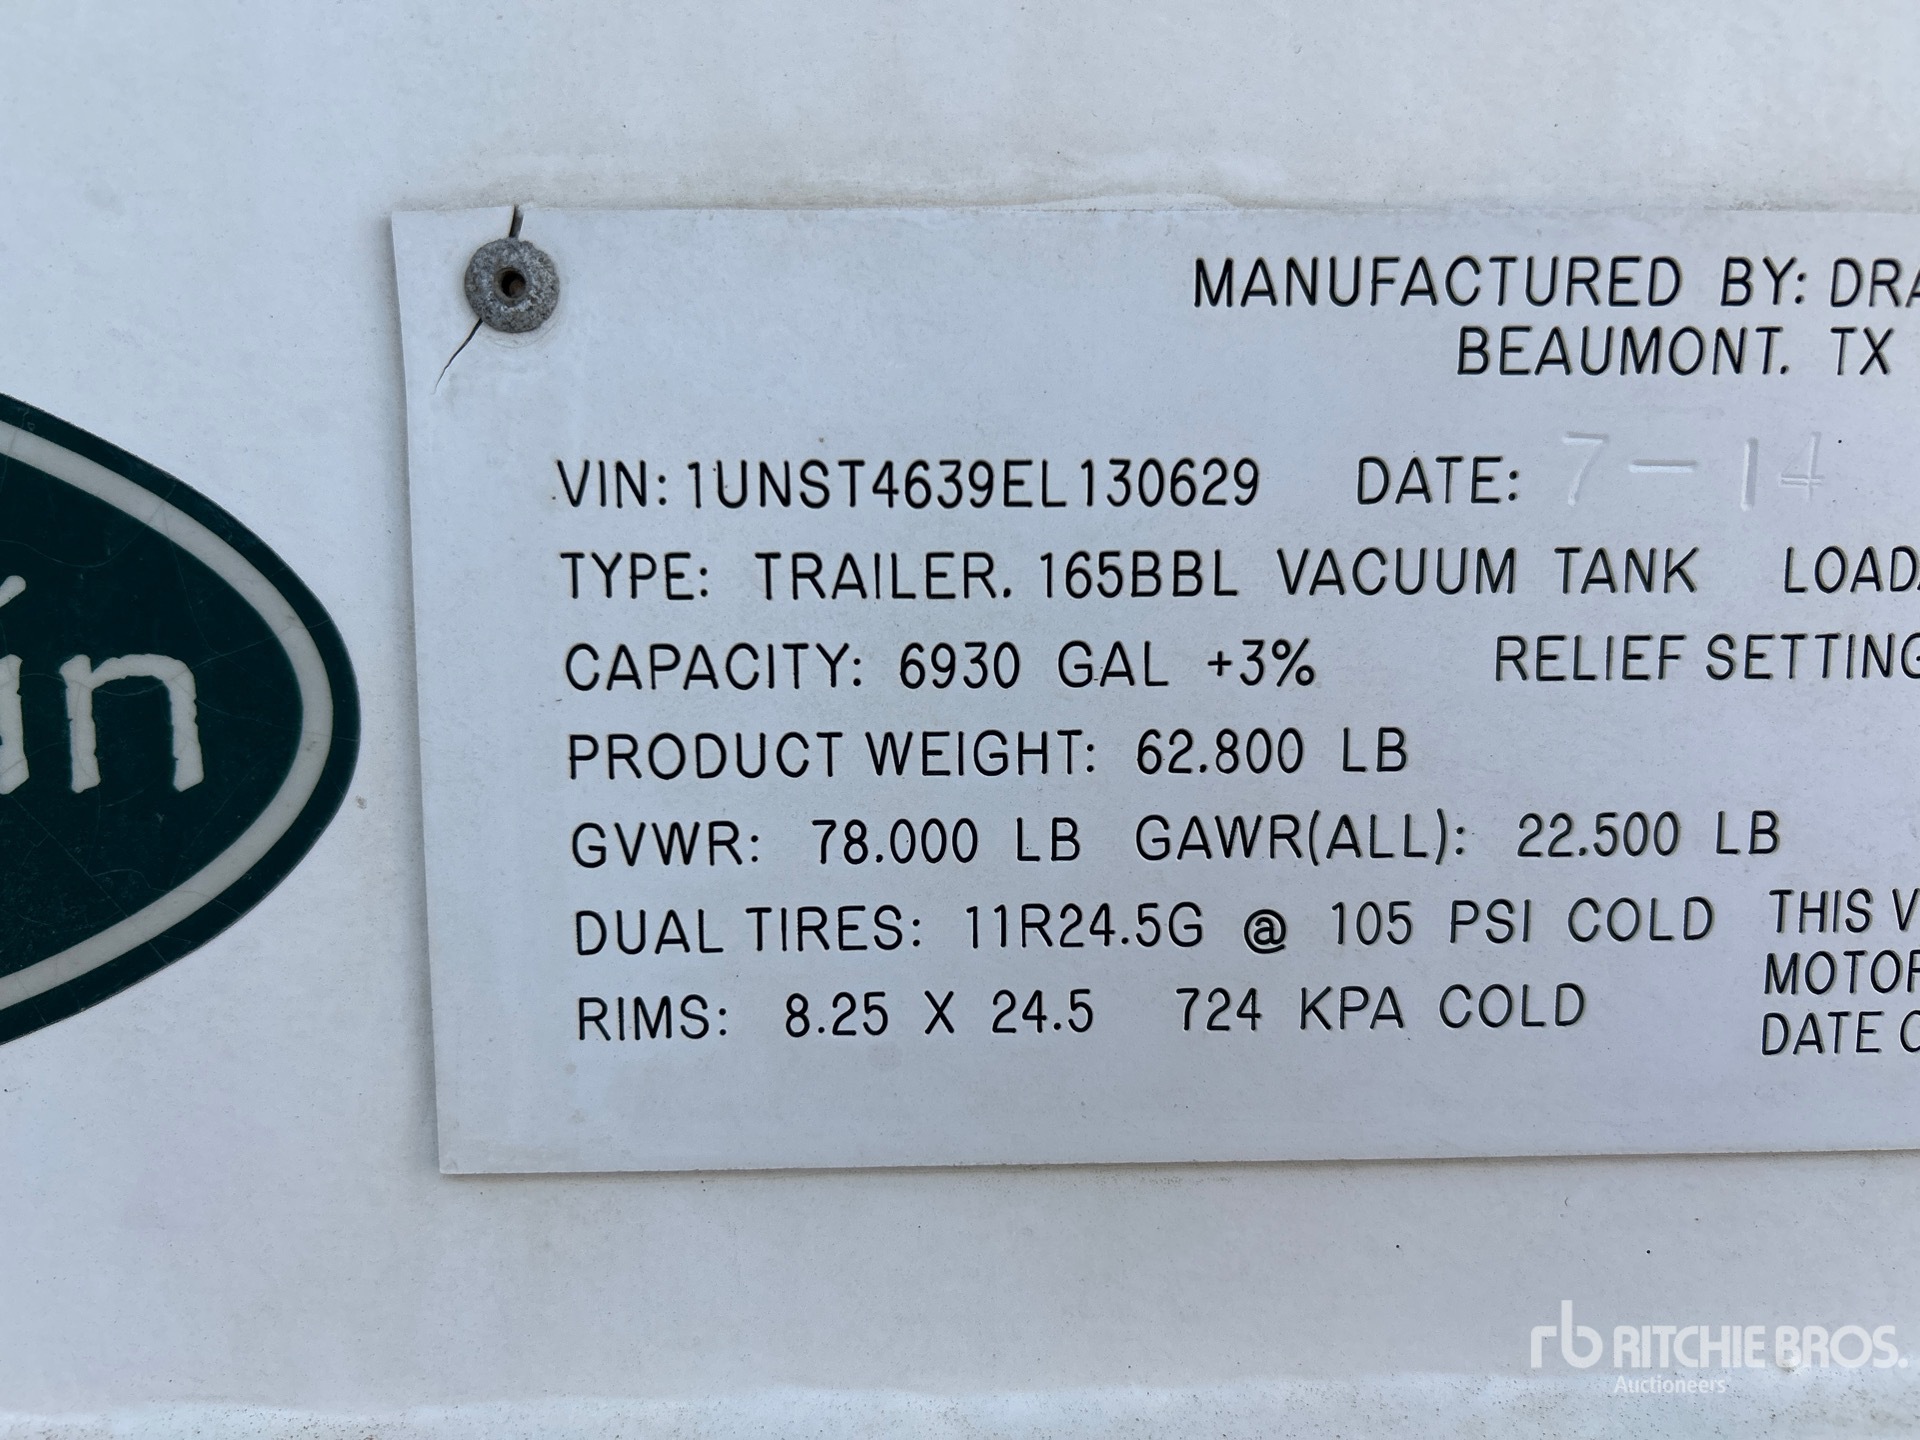 MANUFACTURED BY: DRA
BEAUMONT. TX
VIN: 1UNST4639EL130629 DATE: 7-14
TYPE: TRAILER. 165BBL VACUUM TANK LOAD
CAPACITY: 6930 GAL +3% RELIEF SETTING
PRODUCT WEIGHT: 62.800 LB
GVWR: 78.000 LB GAWR(ALL): 22.500 LB
DUAL TIRES: 11R24.5G @ 105 PSI COLD
RIMS: 8.25 X 24.5 724 KPA COLD
THIS V
MOTOR
DATE O
in
rb RITCHIE BROS.
Auctioneers